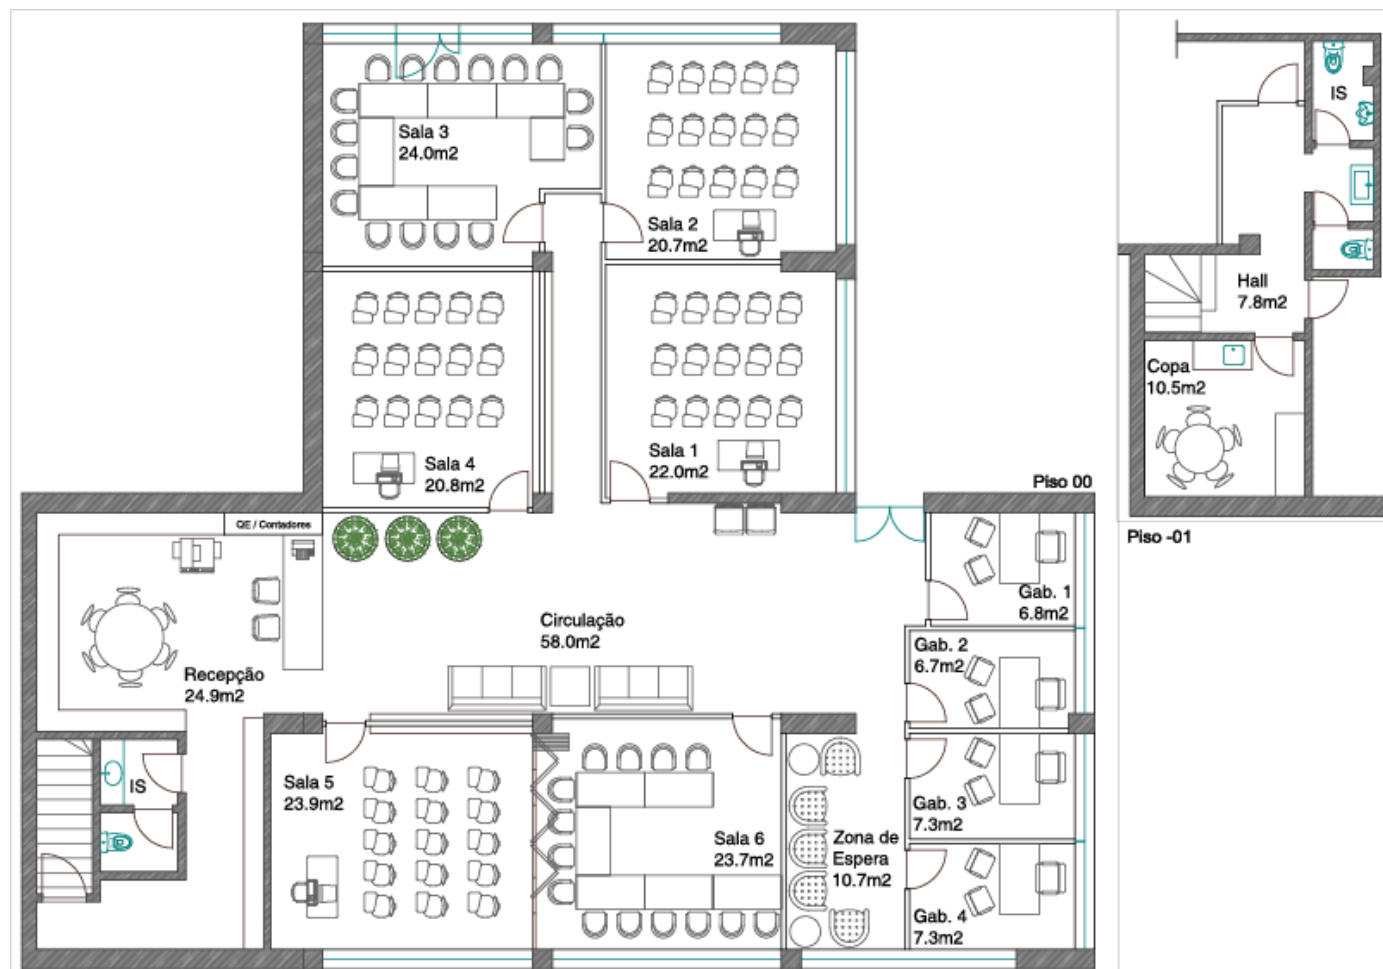 Sala 3
24.0m2
Sala 2
20.7m2
Sala 4
20.8m2
Sala 1
22.0m2
QE / Contadores
Recepção
24.9m2
Circulação
58.0m2
IS
Sala 5
23.9m2
Sala 6
23.7m2
Zona de
Espera
10.7m2
Piso 00
Gab. 1
6.8m2
Gab. 2
6.7m2
Gab. 3
7.3m2
Gab. 4
7.3m2
IS
Hall
7.8m2
Copa
10.5m2
Piso -01